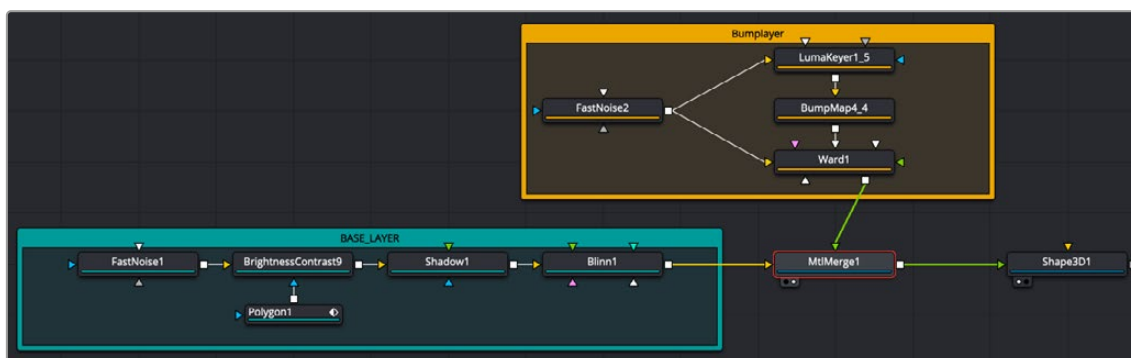 Bumplayer
LumaKeyer1_5
FastNoise2
BumpMap4_4
Ward1
BASE_LAYER
FastNoise1
BrightnessContrast9
Shadow1
Blinn1
MtlMerge1
Shape3D1
Polygon1